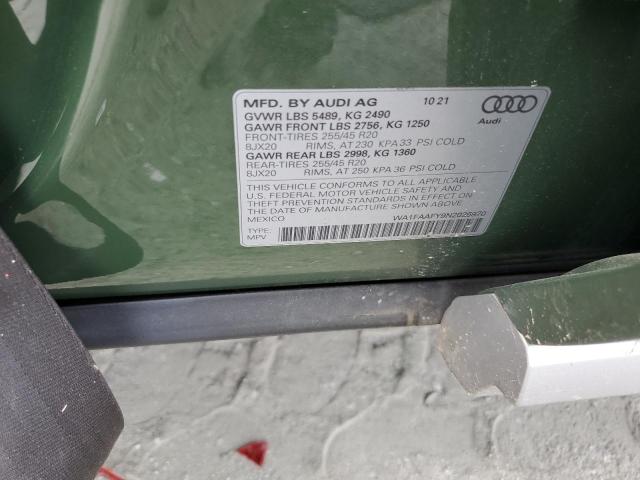 MFD. BY AUDI AG 10 21
GVWR LBS 5489, KG 2490
GAWR FRONT LBS 2756, KG 1250
FRONT-TIRES 255/45 R20
8JX20 RIMS, AT 230 KPA 33 PSI COLD
GAWR REAR LBS 2998, KG 1360
REAR-TIRES 255/45 R20
8JX20 RIMS, AT 250 KPA 36 PSI COLD
Audi
THIS VEHICLE CONFORMS TO ALL APPLICABLE
U.S. FEDERAL MOTOR VEHICLE SAFETY AND
THEFT PREVENTION STANDARDS IN EFFECT ON
THE DATE OF MANUFACTURE SHOWN ABOVE.
MEXICO
TYPE:
MPV